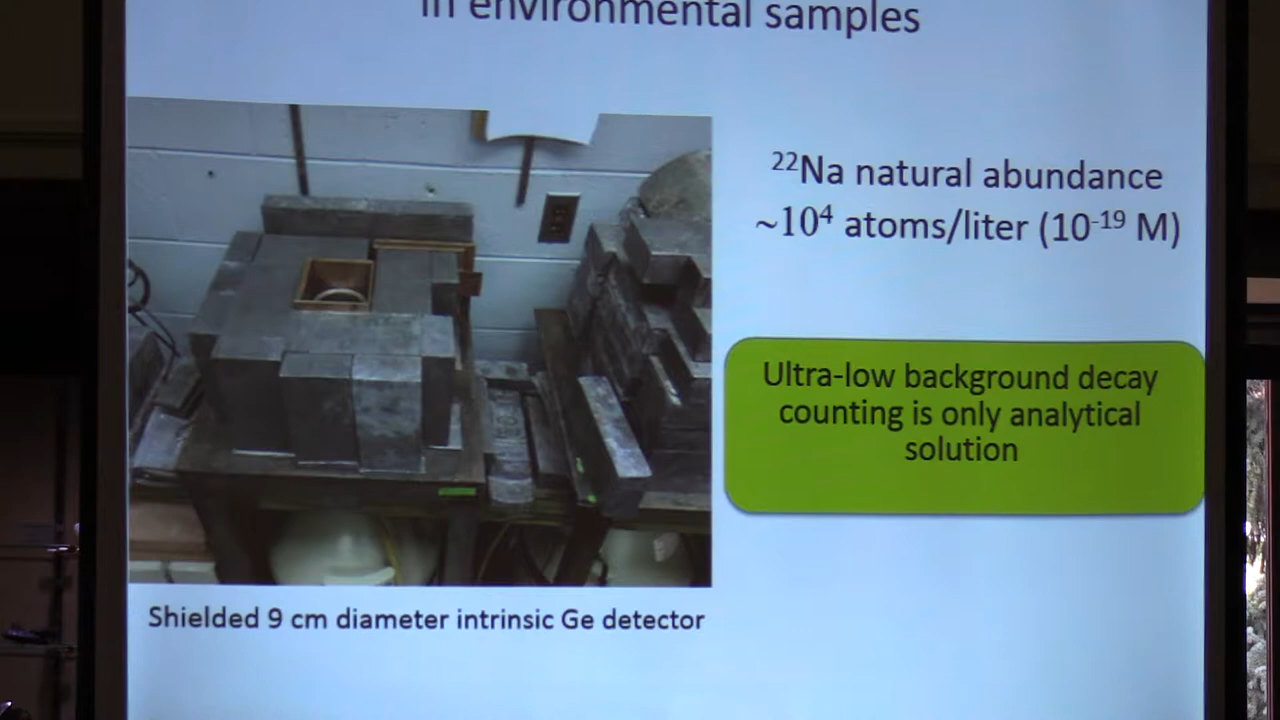 in environmental samples
²²Na natural abundance
~10⁴ atoms/liter (10⁻¹⁹ M)
Ultra-low background decay
counting is only analytical
solution
Shielded 9 cm diameter intrinsic Ge detector